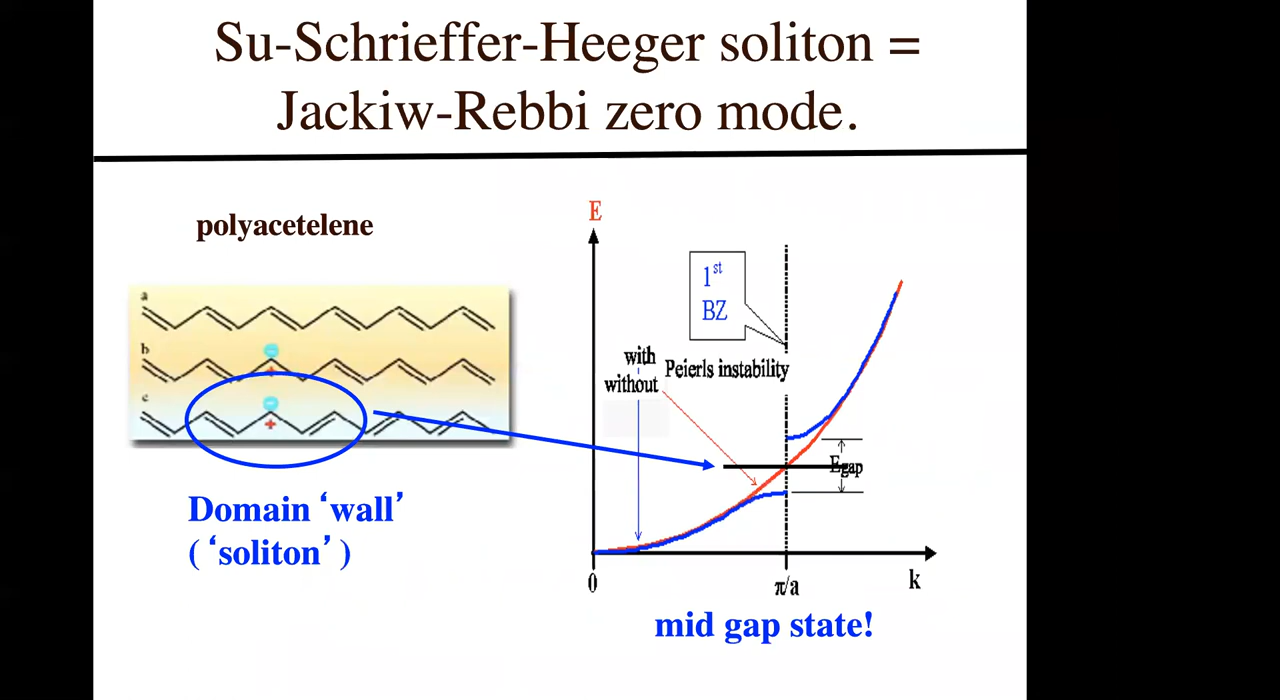 Su-Schrieffer-Heeger soliton =
Jackiw-Rebbi zero mode.
polyacetelene
a
b
c
Domain ‘wall’
( ‘soliton’ )
E
1st
BZ
with
without
Peierls instability
Egap
0
π/a
k
mid gap state!